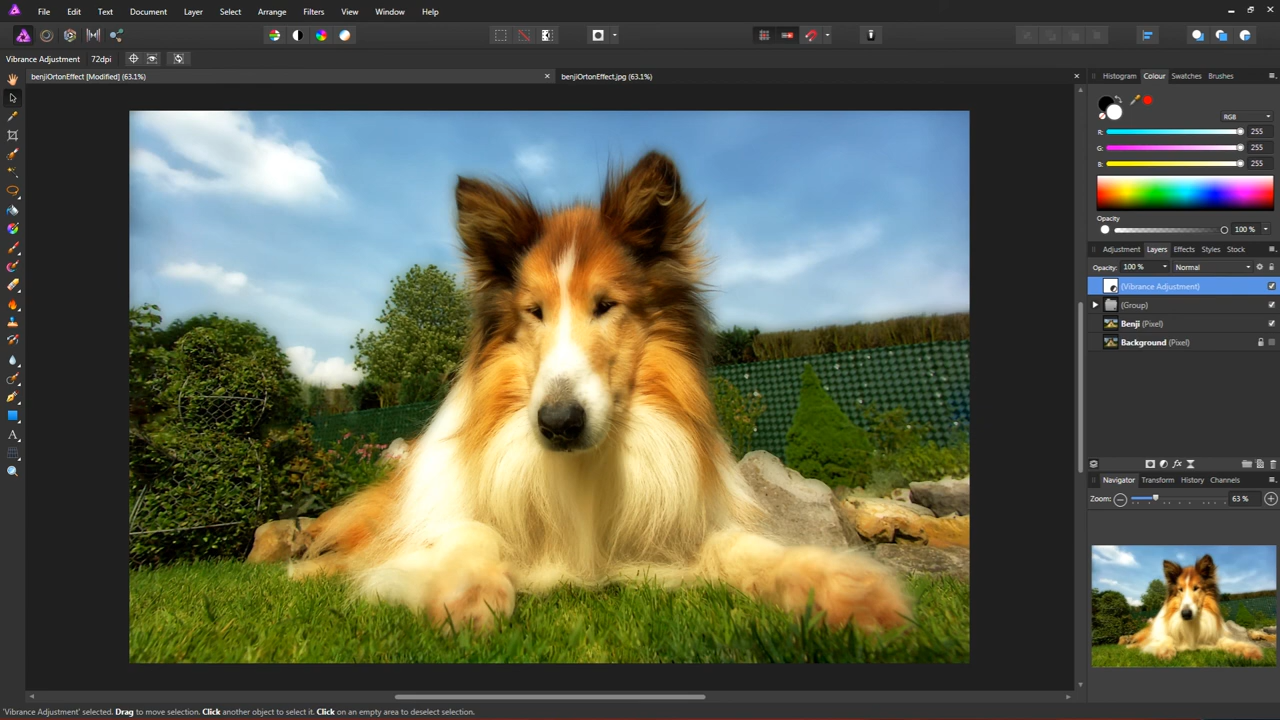 File Edit Text Document Layer Select Arrange Filters View Window Help
Vibrance Adjustment 72dpi
benjiOrtonEffect [Modified] (63.1%)
benjiOrtonEffect.jpg (63.1%)
Histogram Colour Swatches Brushes
RGB
R: 255
G: 255
B: 255
Opacity
100 %
Adjustment Layers Effects Styles Stock
Opacity: 100 % Normal
(Vibrance Adjustment)
(Group)
Benji (Pixel)
Background (Pixel)
fx
Navigator Transform History Channels
Zoom: 63 %
A
'Vibrance Adjustment' selected. Drag to move selection. Click another object to select it. Click on an empty area to deselect selection.